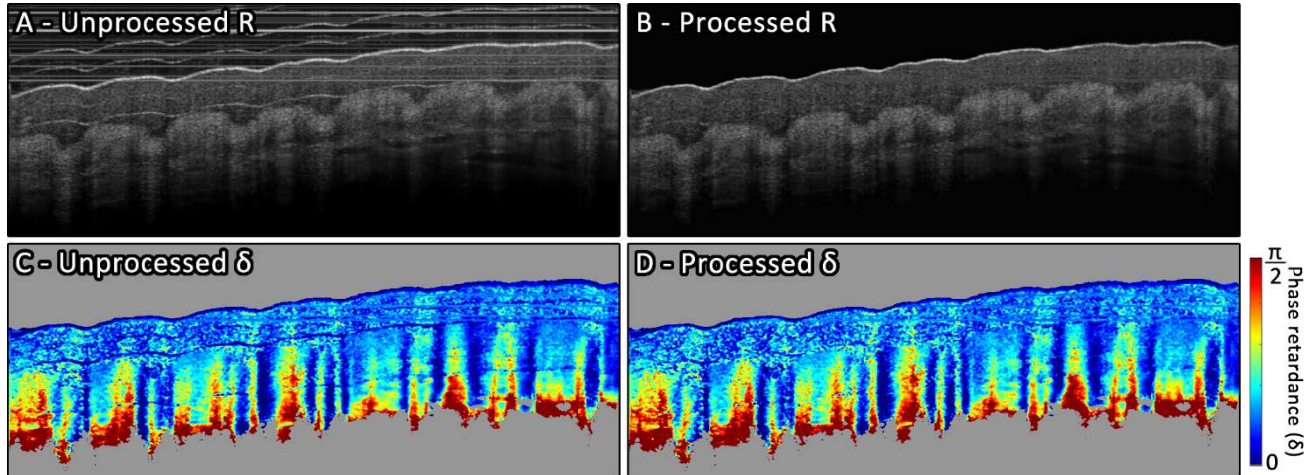 A - Unprocessed R
B - Processed R
C - Unprocessed δ
D - Processed δ
π
2
0
Phase retardance (δ)